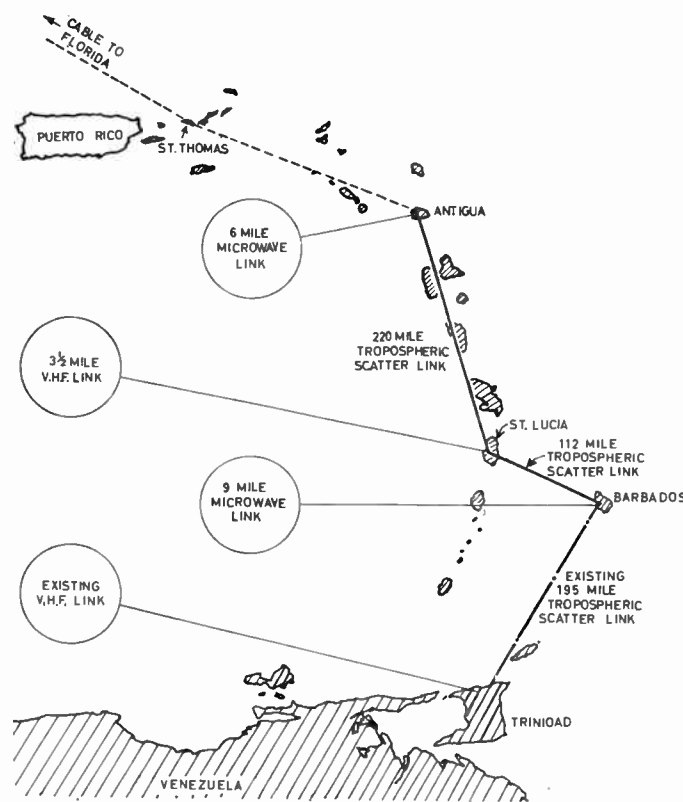 CABLE TO
FLORIDA
PUERTO RICO
ST. THOMAS
ANTIGUA
6 MILE
MICROWAVE
LINK
220 MILE
TROPOSPHERIC
SCATTER LINK
3½ MILE
V.H.F. LINK
ST. LUCIA
112 MILE
TROPOSPHERIC
SCATTER LINK
9 MILE
MICROWAVE
LINK
BARBADOS
EXISTING
V.H.F. LINK
EXISTING
195 MILE
TROPOSPHERIC
SCATTER LINK
TRINIDAD
VENEZUELA